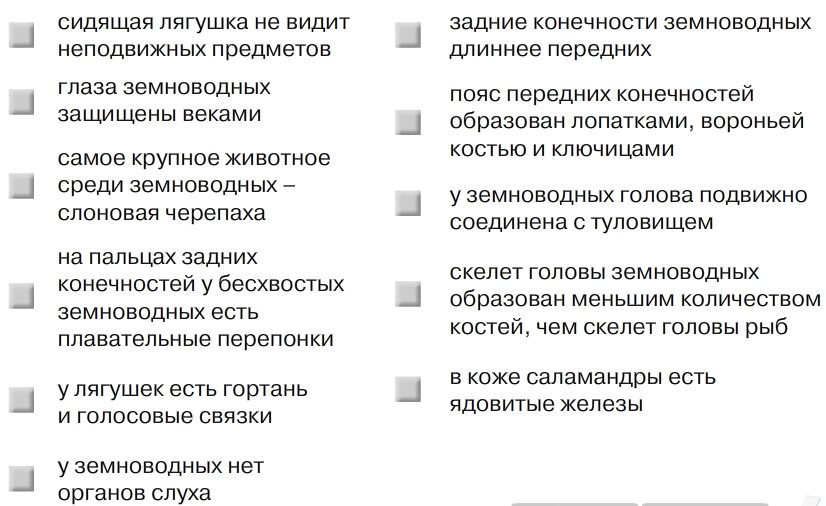 сидящая лягушка не видит
неподвижных предметов
глаза земноводных
защищены веками
самое крупное животное
среди земноводных –
слоновая черепаха
на пальцах задних
конечностей у бесхвостых
земноводных есть
плавательные перепонки
у лягушек есть гортань
и голосовые связки
у земноводных нет
органов слуха
задние конечности земноводных
длиннее передних
пояс передних конечностей
образован лопатками, вороньей
костью и ключицами
у земноводных голова подвижно
соединена с туловищем
скелет головы земноводных
образован меньшим количеством
костей, чем скелет головы рыб
в коже саламандры есть
ядовитые железы